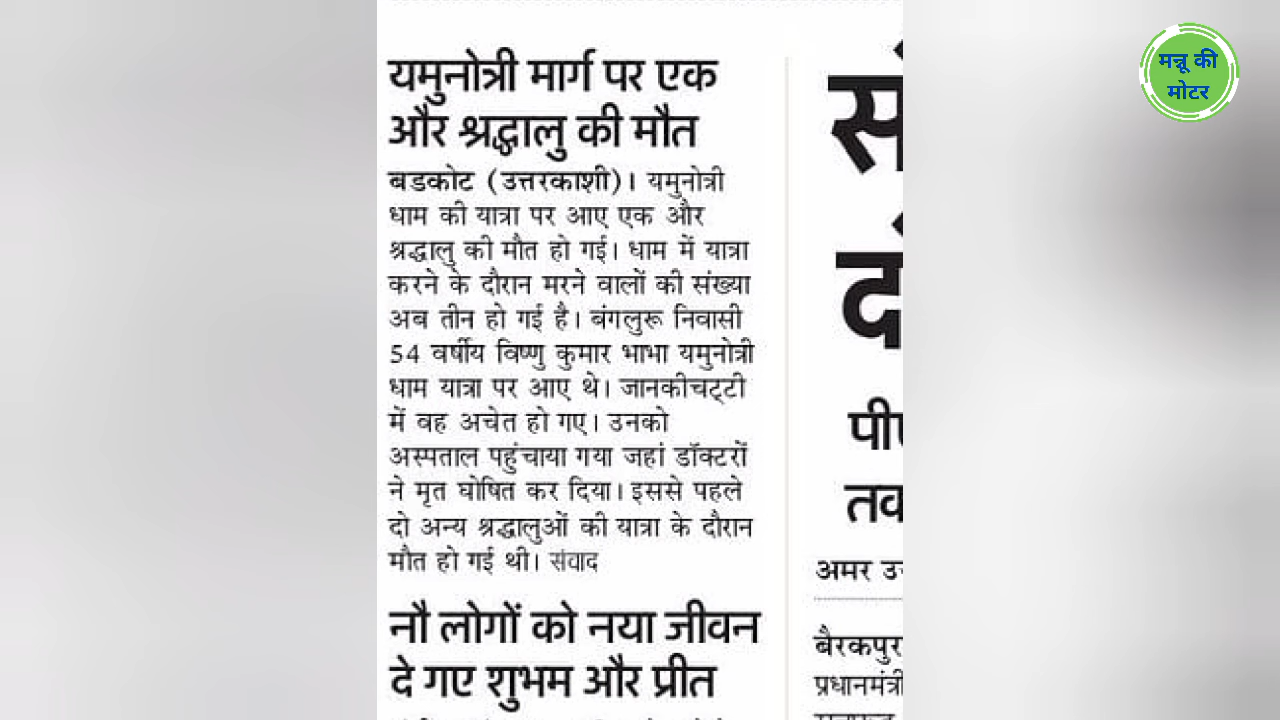 यमुनोत्री मार्ग पर एक
और श्रद्धालु की मौत
बडकोट (उत्तरकाशी)। यमुनोत्री
धाम की यात्रा पर आए एक और
श्रद्धालु की मौत हो गई। धाम में यात्रा
करने के दौरान मरने वालों की संख्या
अब तीन हो गई है। बंगलुरू निवासी
54 वर्षीय विष्णु कुमार भाभा यमुनोत्री
धाम यात्रा पर आए थे। जानकीचट्टी
में वह अचेत हो गए। उनको
अस्पताल पहुंचाया गया जहां डॉक्टरों
ने मृत घोषित कर दिया। इससे पहले
दो अन्य श्रद्धालुओं की यात्रा के दौरान
मौत हो गई थी। संवाद
नौ लोगों को नया जीवन
दे गए शुभम और प्रीत
अमर
बैरकपुर
प्रधानमंत्री
मन्नू की
मोटर